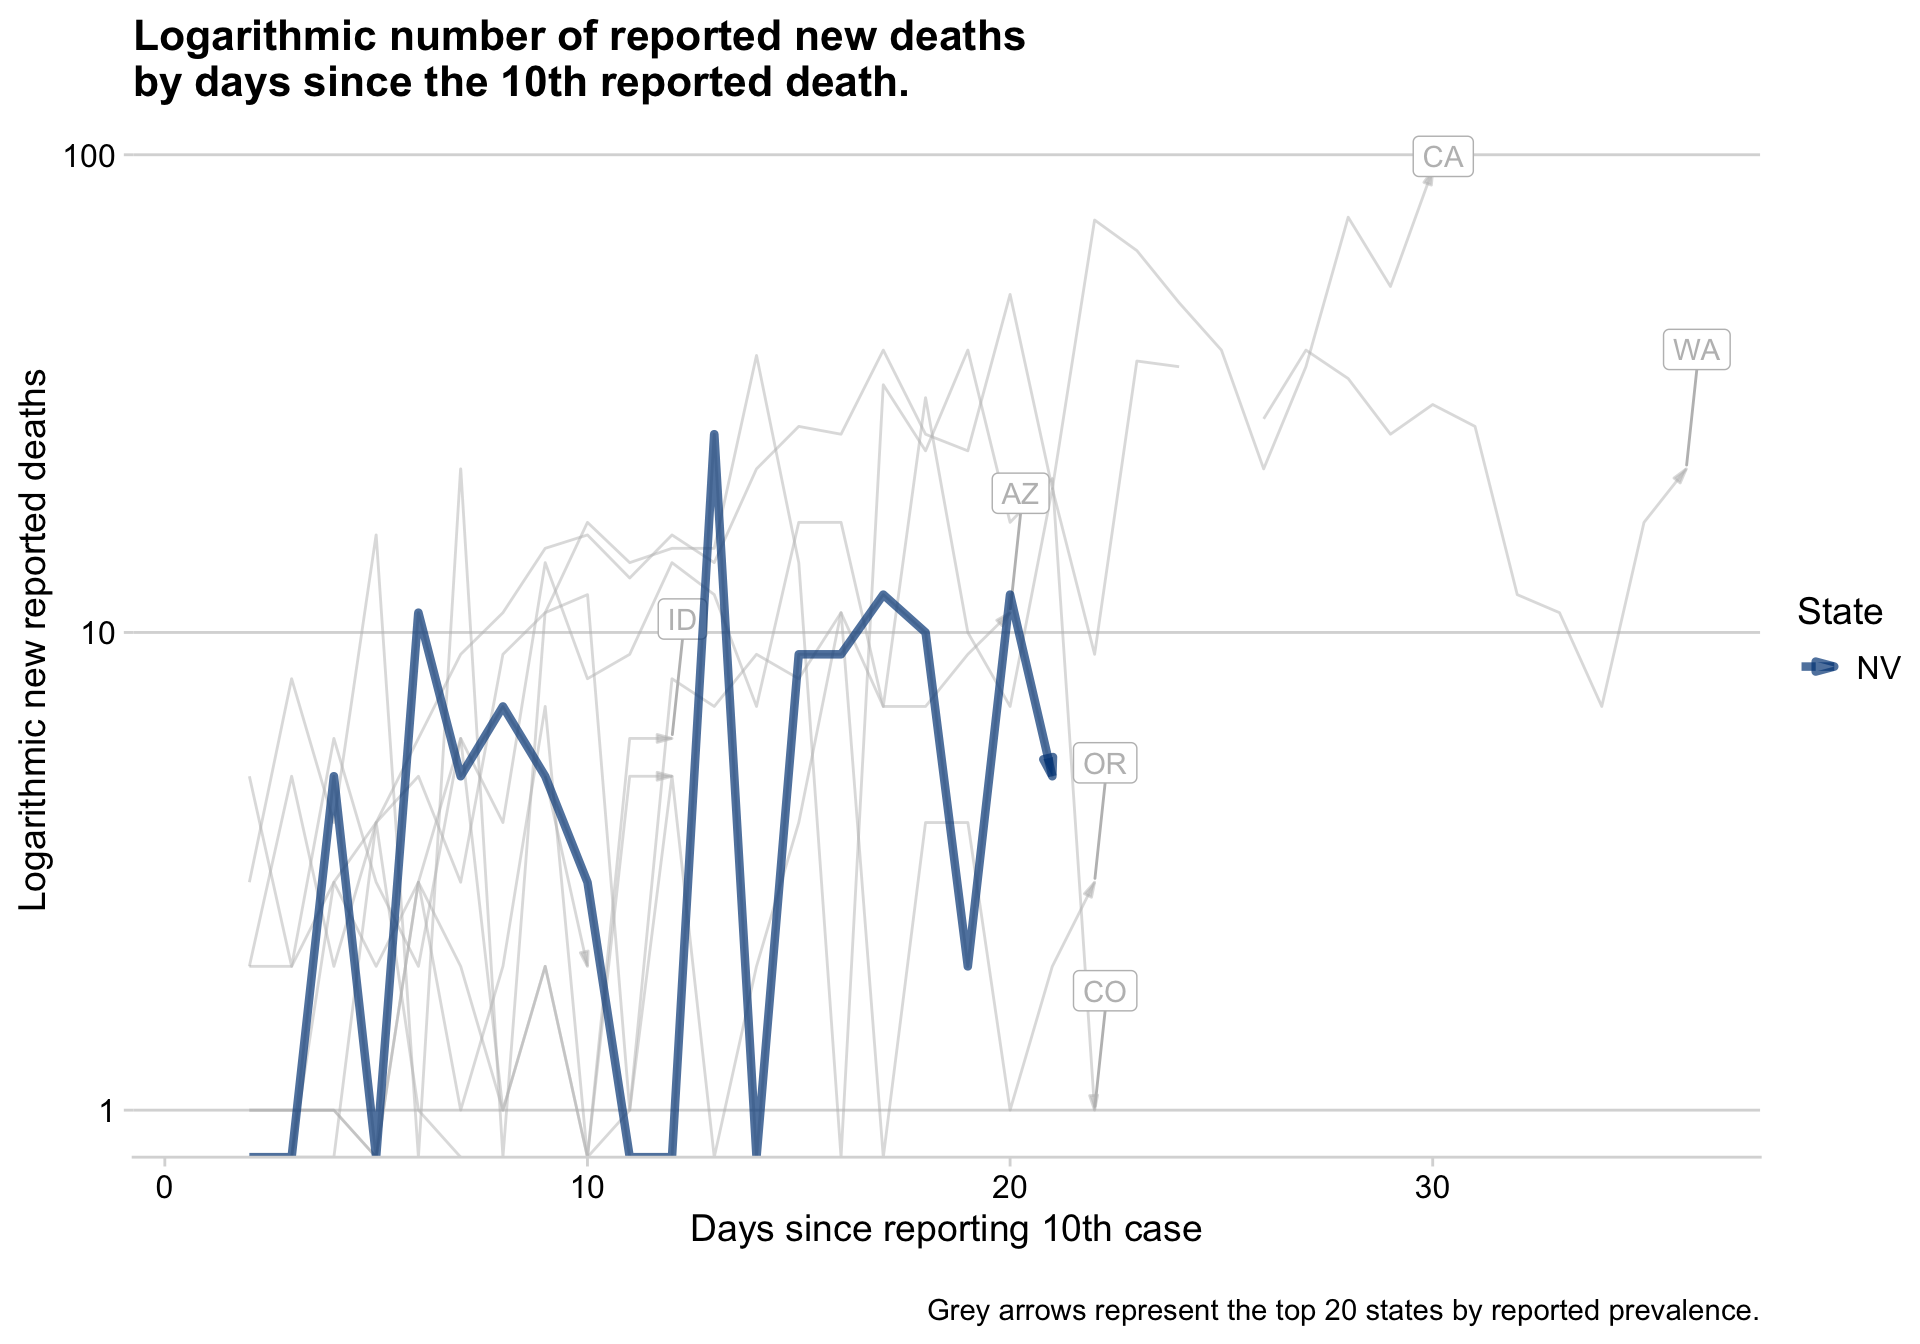 Logarithmic number of reported new deaths
by days since the 10th reported death.
100
10
1
Logarithmic new reported deaths
CA
WA
AZ
ID
OR
CO
0
10
20
30
Days since reporting 10th case
State
NV
Grey arrows represent the top 20 states by reported prevalence.